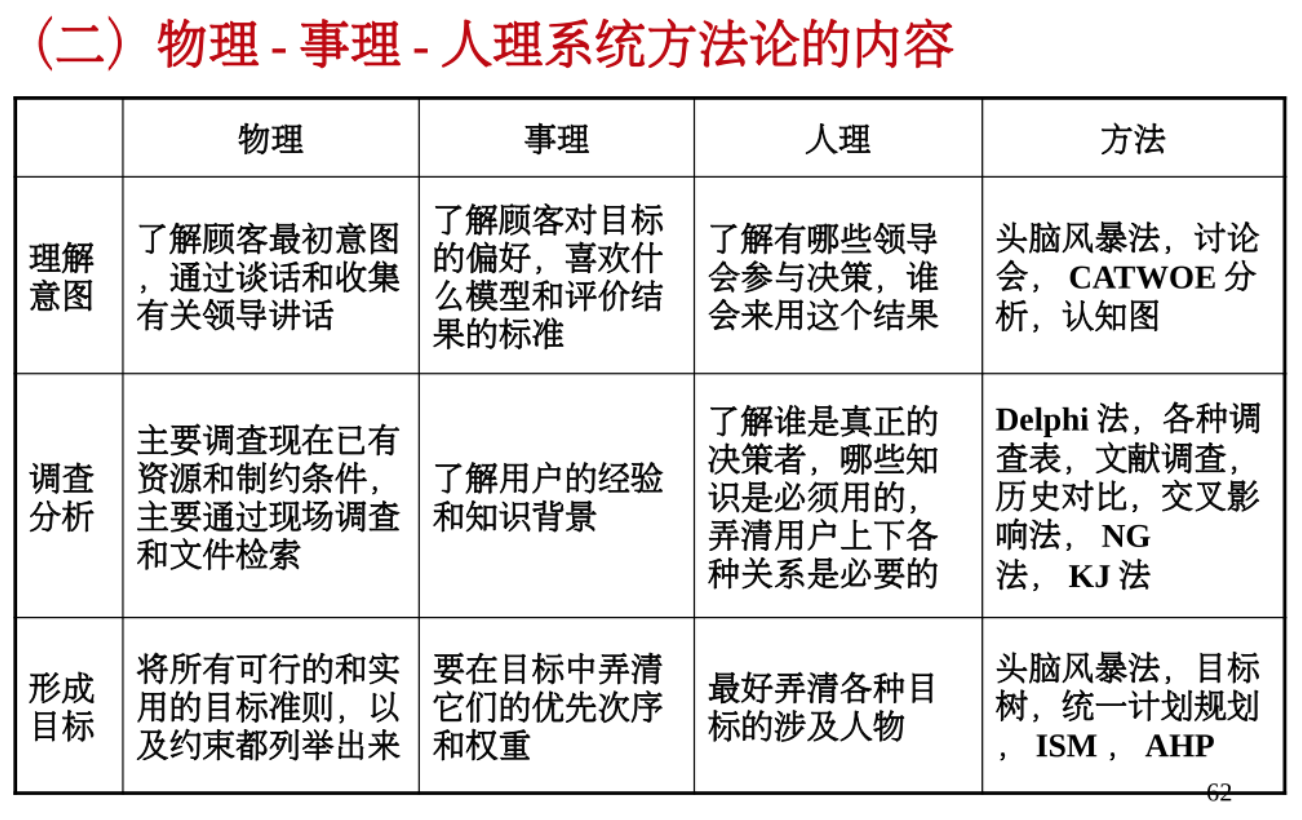 （二）物理 - 事理 - 人理系统方法论的内容
物理
事理
人理
方法
理解
意图
了解顾客最初意图
，通过谈话和收集
有关领导讲话
了解顾客对目标
的偏好，喜欢什
么模型和评价结
果的标准
了解有哪些领导
会参与决策，谁
会来用这个结果
头脑风暴法，讨论
会， CATWOE 分
析，认知图
调查
分析
主要调查现在已有
资源和制约条件，
主要通过现场调查
和文件检索
了解用户的经验
和知识背景
了解谁是真正的
决策者，哪些知
识是必须用的，
弄清用户上下各
种关系是必要的
Delphi 法，各种调
查表，文献调查，
历史对比，交叉影
响法， NG
法， KJ 法
形成
目标
将所有可行的和实
用的目标准则，以
及约束都列举出来
要在目标中弄清
它们的优先次序
和权重
最好弄清各种目
标的涉及人物
头脑风暴法，目标
树，统一计划规划
， ISM ， AHP
62